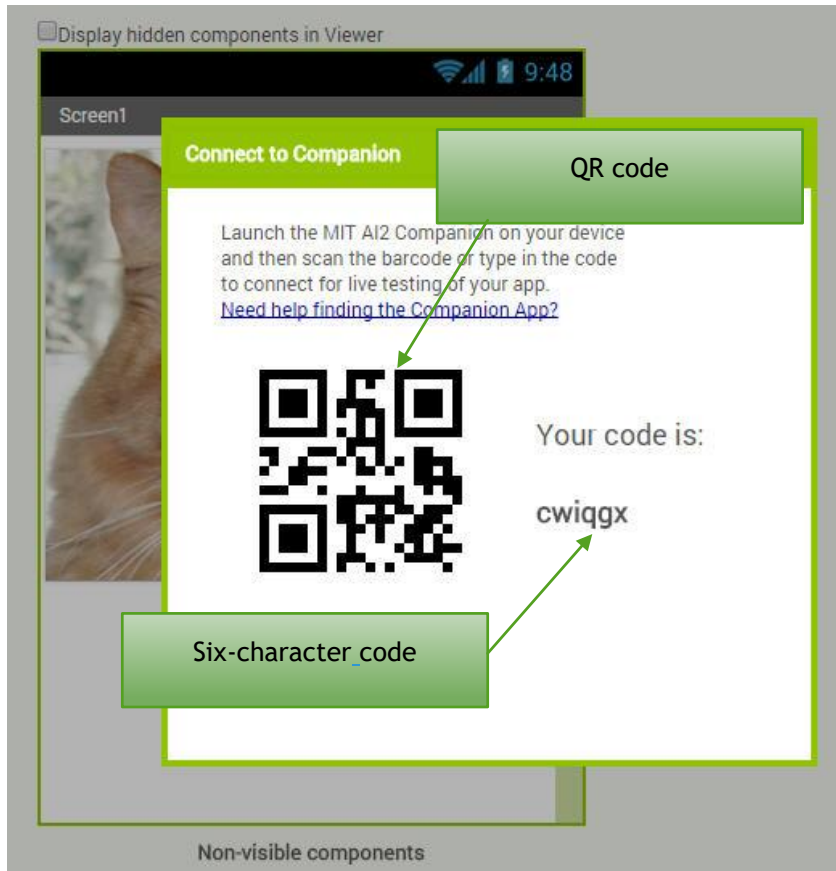 Display hidden components in Viewer
9:48
Screen1
Connect to Companion
QR code
Launch the MIT AI2 Companion on your device
and then scan the barcode or type in the code
to connect for live testing of your app.
Need help finding the Companion App?
Your code is:
cwiqgx
Six-character code
Non-visible components